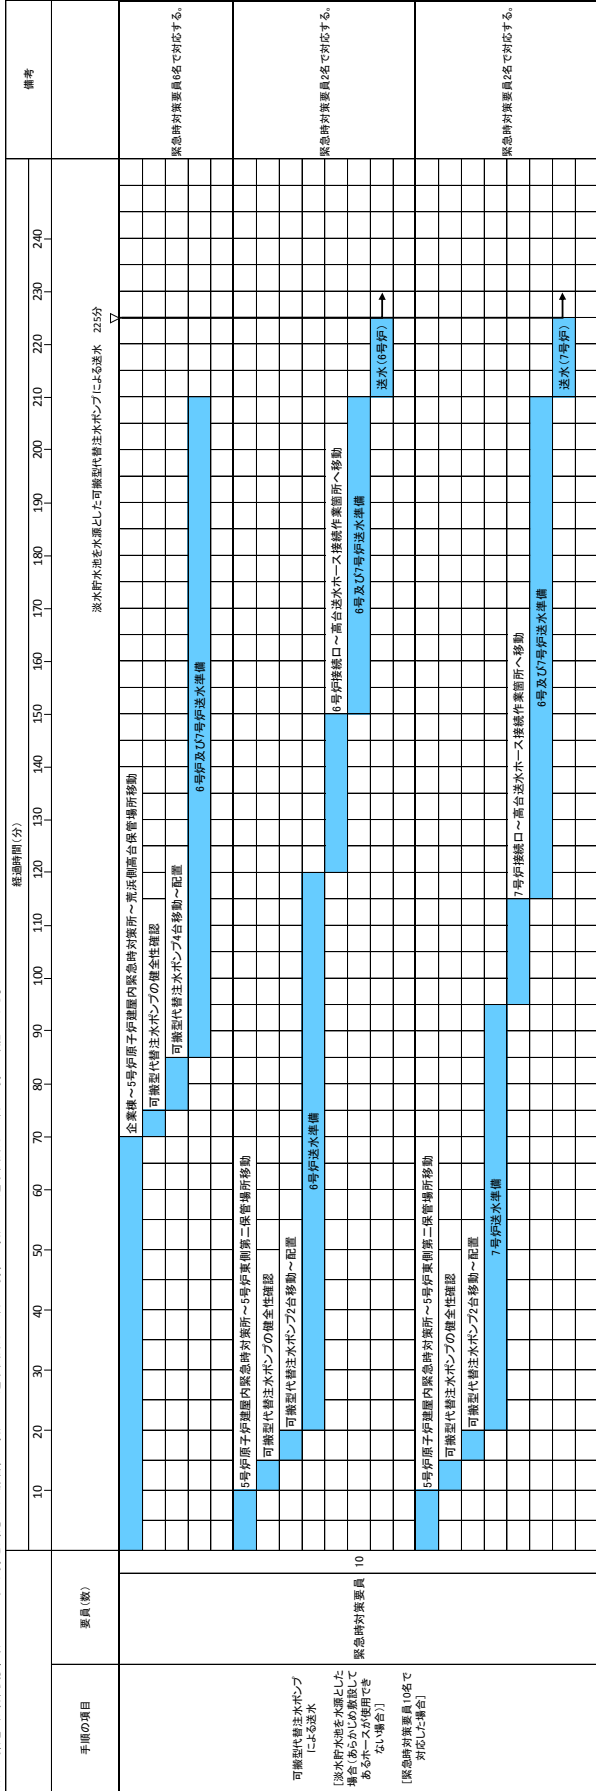 手順の項目
要員(数)
経過時間(分)
備考
10 20 30 40 50 60 70 80 90 100 110 120 130 140 150 160 170 180 190 200 210 220 230 240
淡水貯水池を水源とした可搬型代替注水ポンプによる送水 225分
可搬型代替注水ポンプ
による送水
[淡水貯水池を水源とした
場合(あらかじめ敷設して
あるホースが使用でき
ない場合)]
[緊急時対策要員10名で
対応した場合]
緊急時対策要員
10
企業棟～5号炉原子炉建屋内緊急時対策所～荒浜側高台保管場所移動
可搬型代替注水ポンプの健全性確認
可搬型代替注水ポンプ4台移動～配置
6号炉及び7号炉送水準備
緊急時対策要員6名で対応する。
5号炉原子炉建屋内緊急時対策所～5号炉東側第二保管場所移動
可搬型代替注水ポンプの健全性確認
可搬型代替注水ポンプ2台移動～配置
6号炉送水準備
6号炉接続口～高台送水ホース接続作業箇所へ移動
6号及び7号炉送水準備
送水(6号炉)
緊急時対策要員2名で対応する。
5号炉原子炉建屋内緊急時対策所～5号炉東側第二保管場所移動
可搬型代替注水ポンプの健全性確認
可搬型代替注水ポンプ2台移動～配置
7号炉送水準備
7号炉接続口～高台送水ホース接続作業箇所へ移動
6号及び7号炉送水準備
送水(7号炉)
緊急時対策要員2名で対応する。